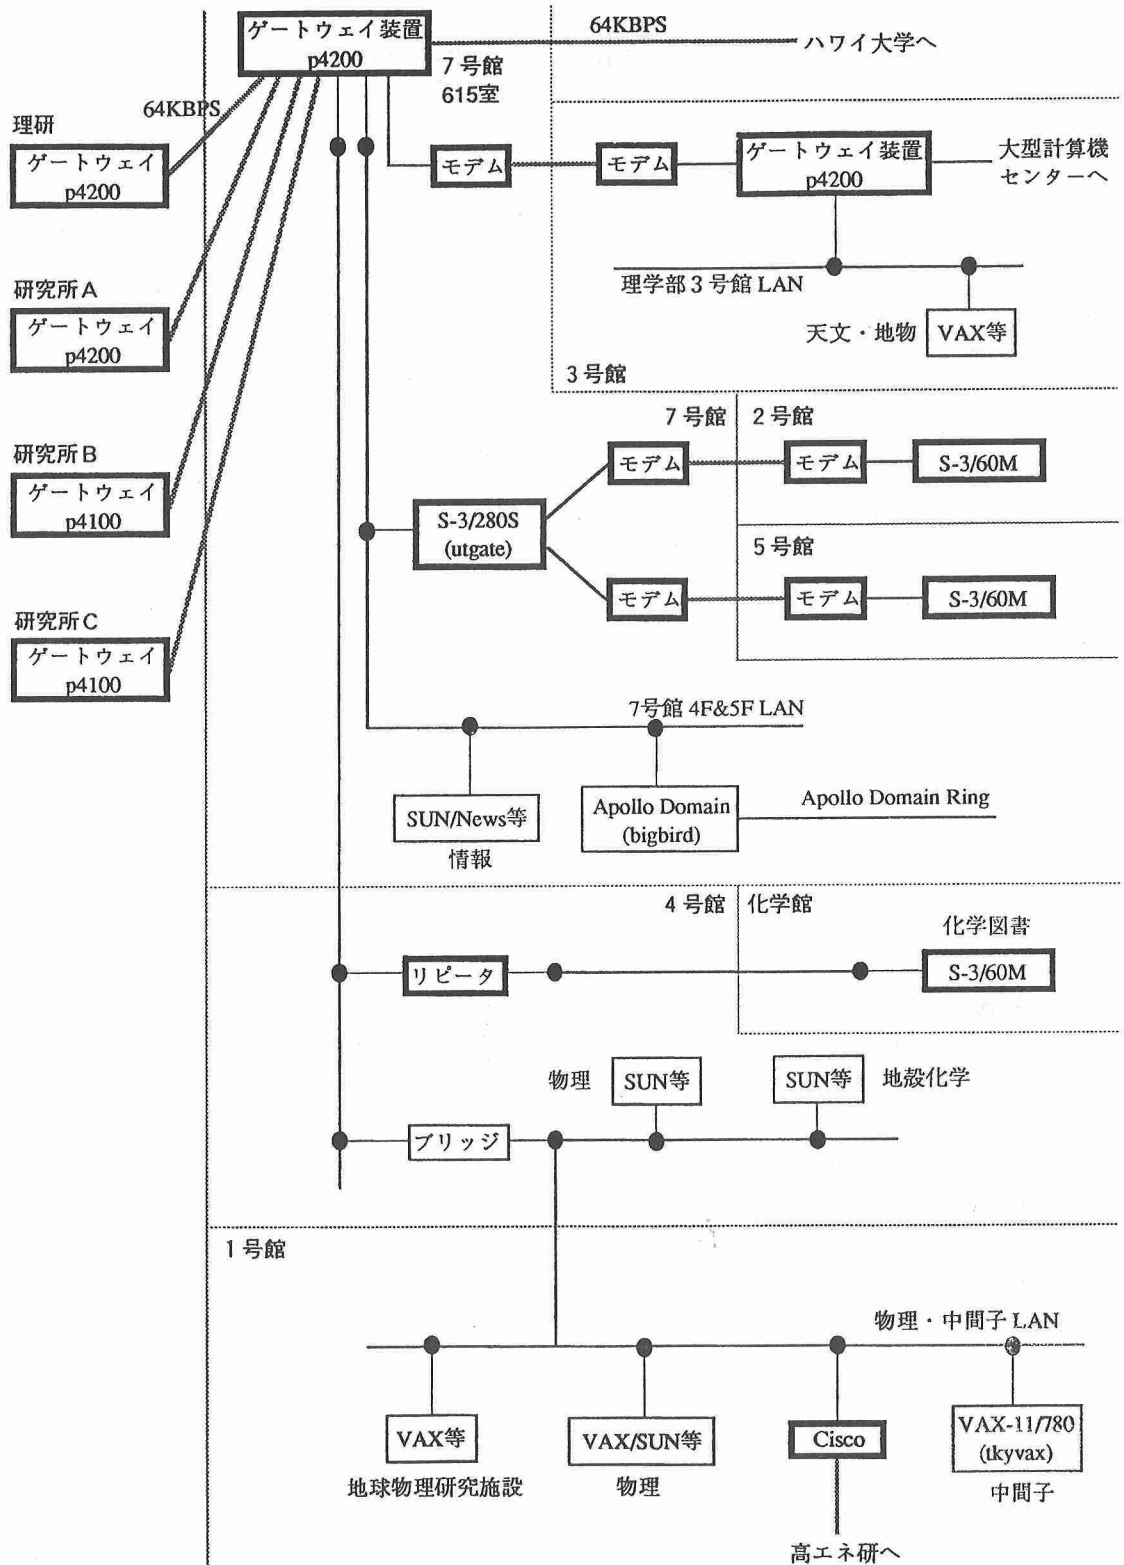 ゲートウェイ装置
p4200
64KBPS
ハワイ大学へ
7号館
615室
64KBPS
理研
ゲートウェイ
p4200
モデム
モデム
ゲートウェイ装置
p4200
大型計算機
センターへ
理学部3号館 LAN
天文・地物
VAX等
3号館
研究所A
ゲートウェイ
p4200
研究所B
ゲートウェイ
p4100
研究所C
ゲートウェイ
p4100
7号館
2号館
モデム
モデム
S-3/60M
S-3/280S
(utgate)
5号館
モデム
モデム
S-3/60M
7号館 4F&5F LAN
SUN/News等
情報
Apollo Domain
(bigbird)
Apollo Domain Ring
4号館
化学館
化学図書
リピータ
S-3/60M
物理
SUN等
SUN等
地殻化学
ブリッジ
1号館
物理・中間子 LAN
VAX等
地球物理研究施設
VAX/SUN等
物理
Cisco
高エネ研へ
VAX-11/780
(tkyvax)
中間子